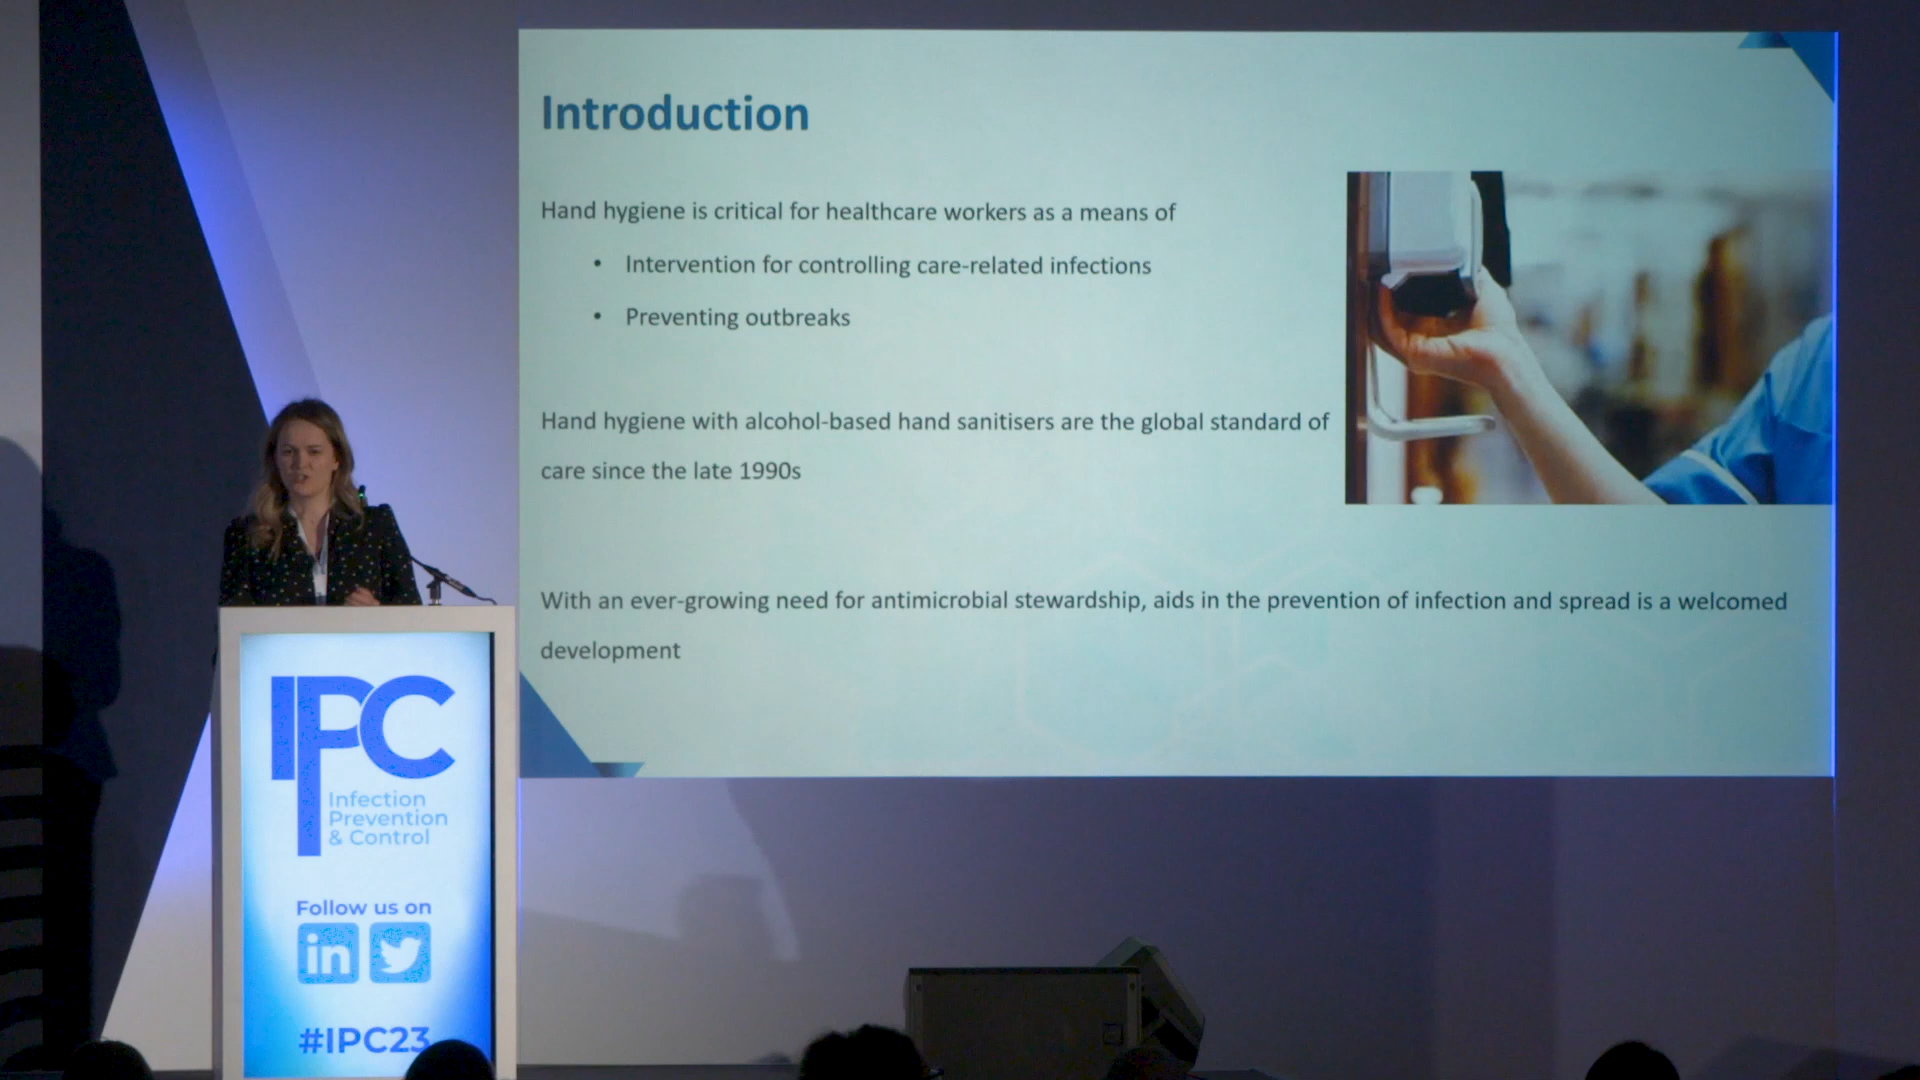 Introduction
Hand hygiene is critical for healthcare workers as a means of
• Intervention for controlling care-related infections
• Preventing outbreaks
Hand hygiene with alcohol-based hand sanitisers are the global standard of
care since the late 1990s
With an ever-growing need for antimicrobial stewardship, aids in the prevention of infection and spread is a welcomed
development
IPC
Infection
Prevention
& Control
Follow us on
in
#IPC23